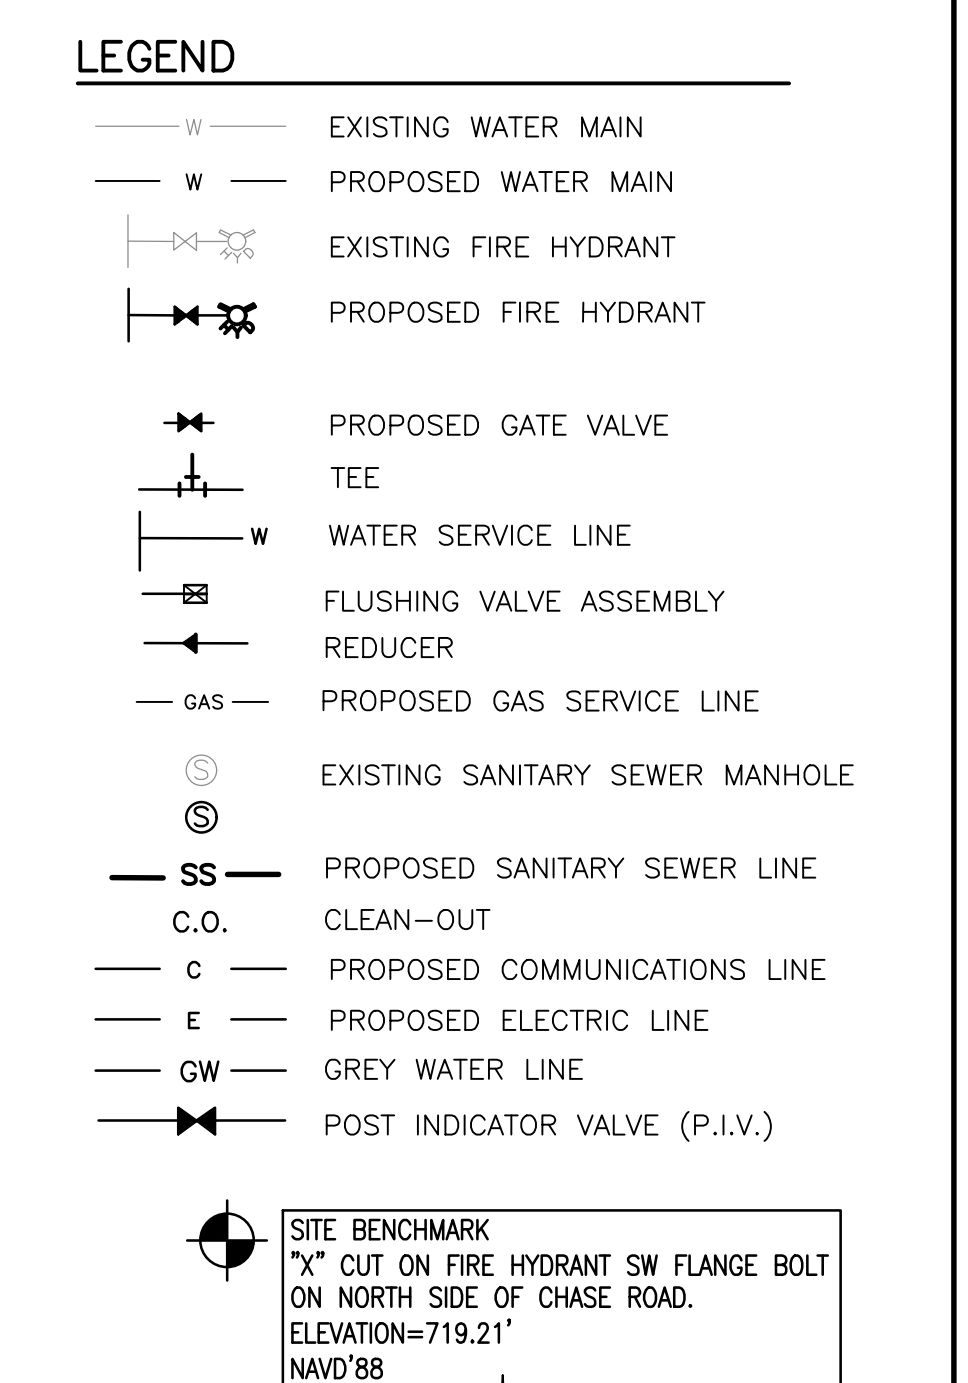 LEGEND
W EXISTING WATER MAIN
W PROPOSED WATER MAIN
HYD EXISTING FIRE HYDRANT
HYD PROPOSED FIRE HYDRANT
PROPOSED GATE VALVE
TEE
W WATER SERVICE LINE
FLUSHING VALVE ASSEMBLY
REDUCER
GAS PROPOSED GAS SERVICE LINE
S EXISTING SANITARY SEWER MANHOLE
S
SS PROPOSED SANITARY SEWER LINE
C.O. CLEAN-OUT
C PROPOSED COMMUNICATIONS LINE
E PROPOSED ELECTRIC LINE
GW GREY WATER LINE
POST INDICATOR VALVE (P.I.V.)
SITE BENCHMARK
"X" CUT ON FIRE HYDRANT SW FLANGE BOLT
ON NORTH SIDE OF CHASE ROAD.
ELEVATION=719.21'
NAVD'88